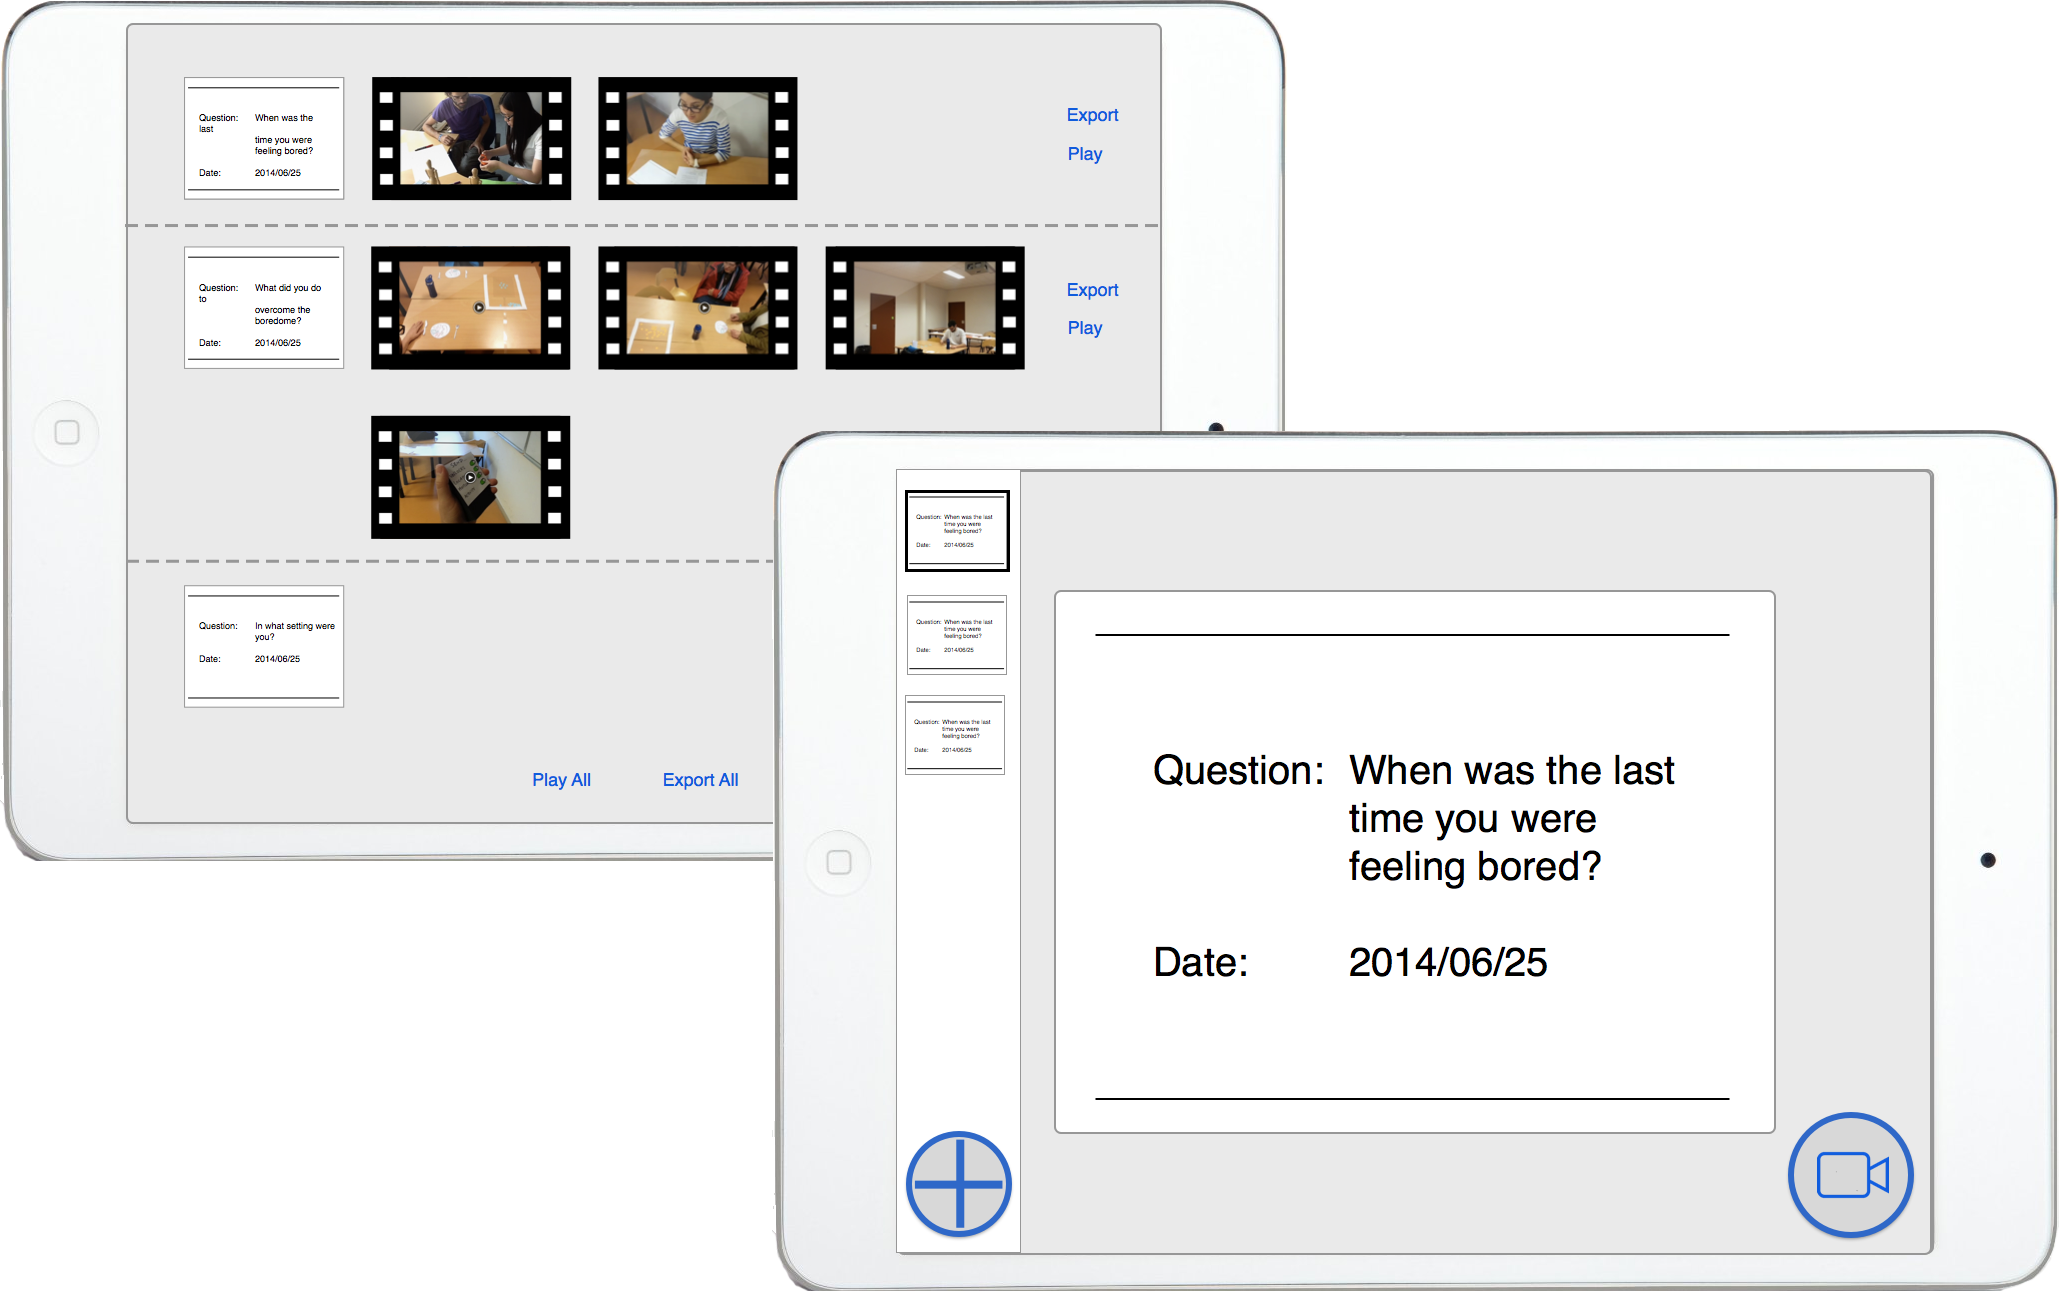 Question: When was the
last
time you were
feeling bored?
Date: 2014/06/25
Export
Play
Question: What did you do
to
overcome the
boredome?
Date: 2014/06/25
Export
Play
Question: In what setting were
you?
Date: 2014/06/25
Play All Export All
Question: When was the last
time you were
feeling bored?
Date: 2014/06/25
Question: When was the last
time you were
feeling bored?
Date: 2014/06/25
Question: When was the last
time you were
feeling bored?
Date: 2014/06/25
Question: When was the last
time you were
feeling bored?
Date: 2014/06/25